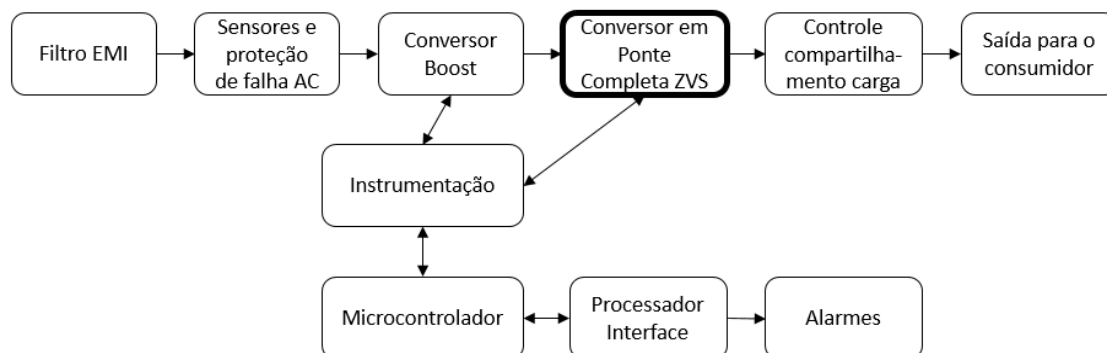 Filtro EMI
Sensores e
proteção
de falha AC
Conversor
Boost
Conversor em
Ponte
Completa ZVS
Controle
compartilha-
mento carga
Saída para o
consumidor
Instrumentação
Microcontrolador
Processador
Interface
Alarmes